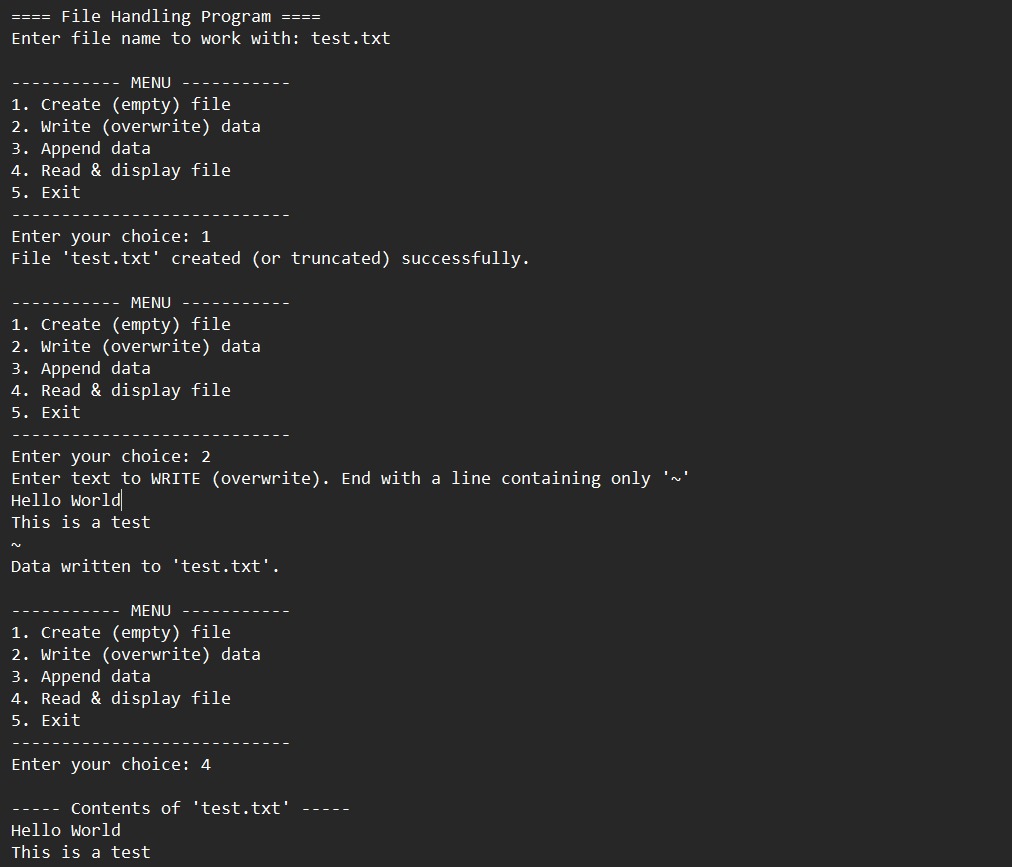 ==== File Handling Program ====
Enter file name to work with: test.txt
----------- MENU -----------
1. Create (empty) file
2. Write (overwrite) data
3. Append data
4. Read & display file
5. Exit
----------------------------
Enter your choice: 1
File 'test.txt' created (or truncated) successfully.
----------- MENU -----------
1. Create (empty) file
2. Write (overwrite) data
3. Append data
4. Read & display file
5. Exit
----------------------------
Enter your choice: 2
Enter text to WRITE (overwrite). End with a line containing only '~'
Hello World
This is a test
~
Data written to 'test.txt'.
----------- MENU -----------
1. Create (empty) file
2. Write (overwrite) data
3. Append data
4. Read & display file
5. Exit
----------------------------
Enter your choice: 4
----- Contents of 'test.txt' -----
Hello World
This is a test